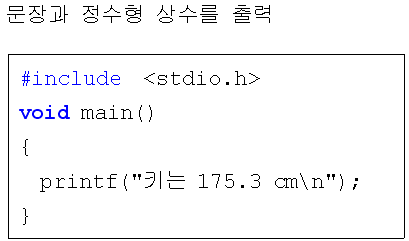 문장과 정수형 상수를 출력
#include <stdio.h>
void main()
{
printf("키는 175.3 cm\n");
}